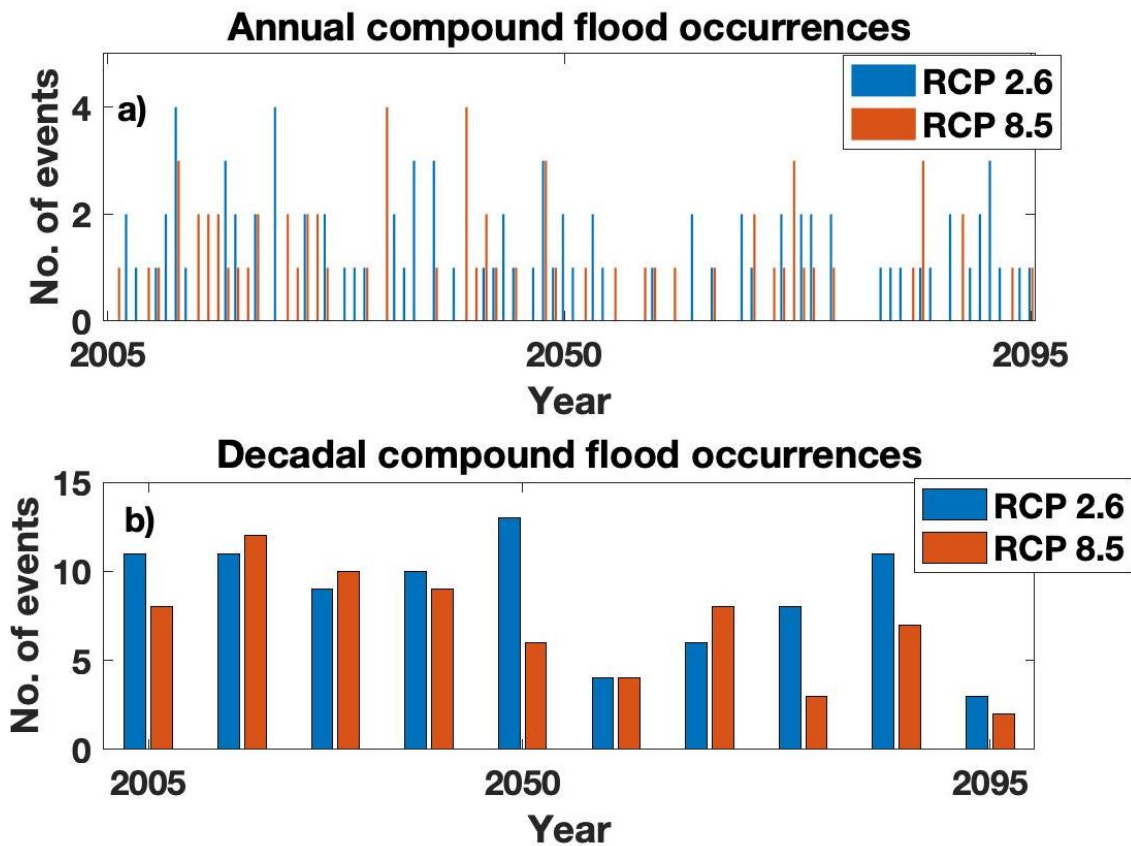 Annual compound flood occurrences
a)
RCP 2.6
RCP 8.5
No. of events
4
2
0
2005 2050 2095
Year
Decadal compound flood occurrences
b)
RCP 2.6
RCP 8.5
No. of events
15
10
5
0
2005 2050 2095
Year